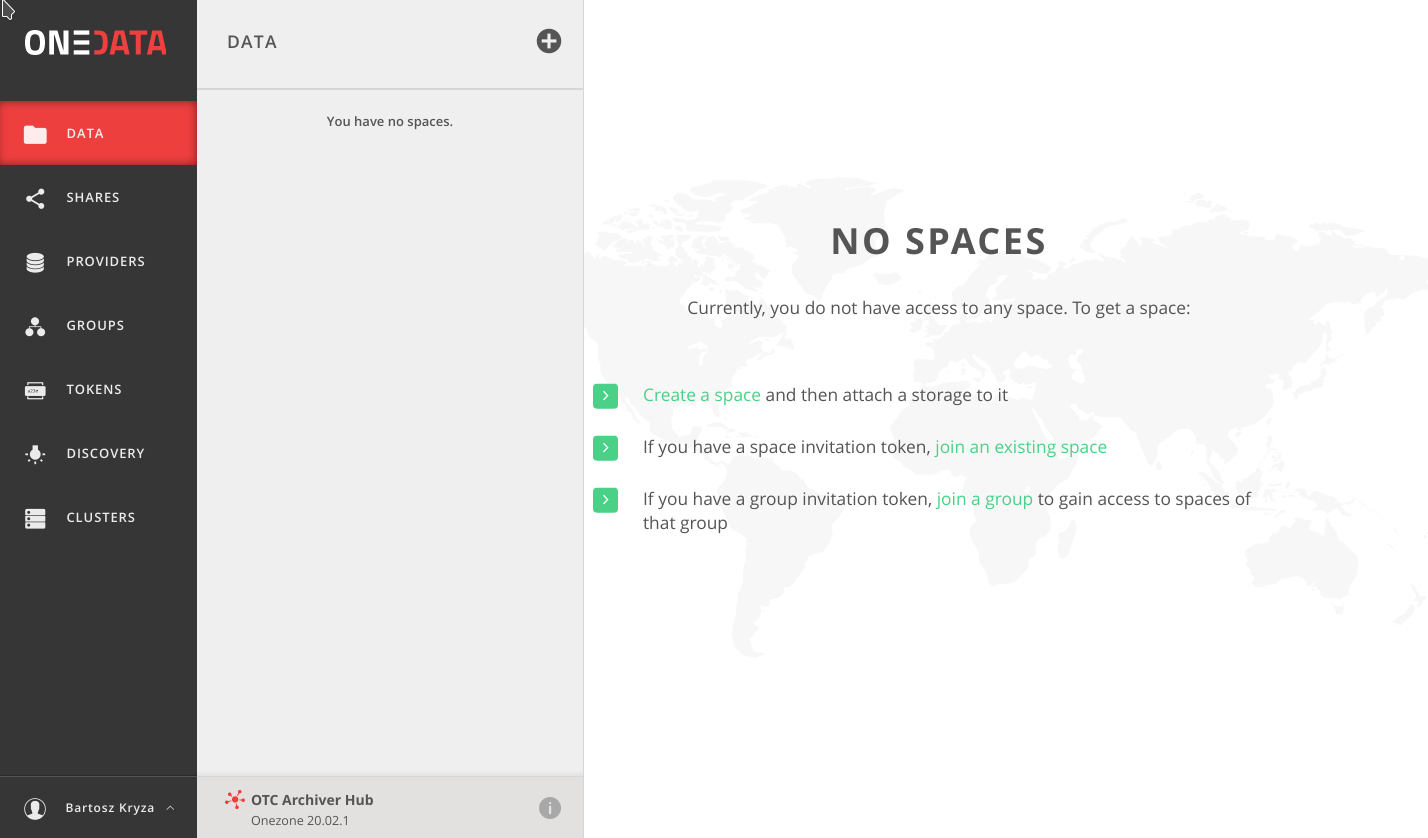 ONEDATA
DATA
SHARES
PROVIDERS
GROUPS
TOKENS
DISCOVERY
CLUSTERS
Bartosz Kryza
DATA
You have no spaces.
OTC Archiver Hub
Onezone 20.02.1
NO SPACES
Currently, you do not have access to any space. To get a space:
Create a space and then attach a storage to it
If you have a space invitation token, join an existing space
If you have a group invitation token, join a group to gain access to spaces of
that group